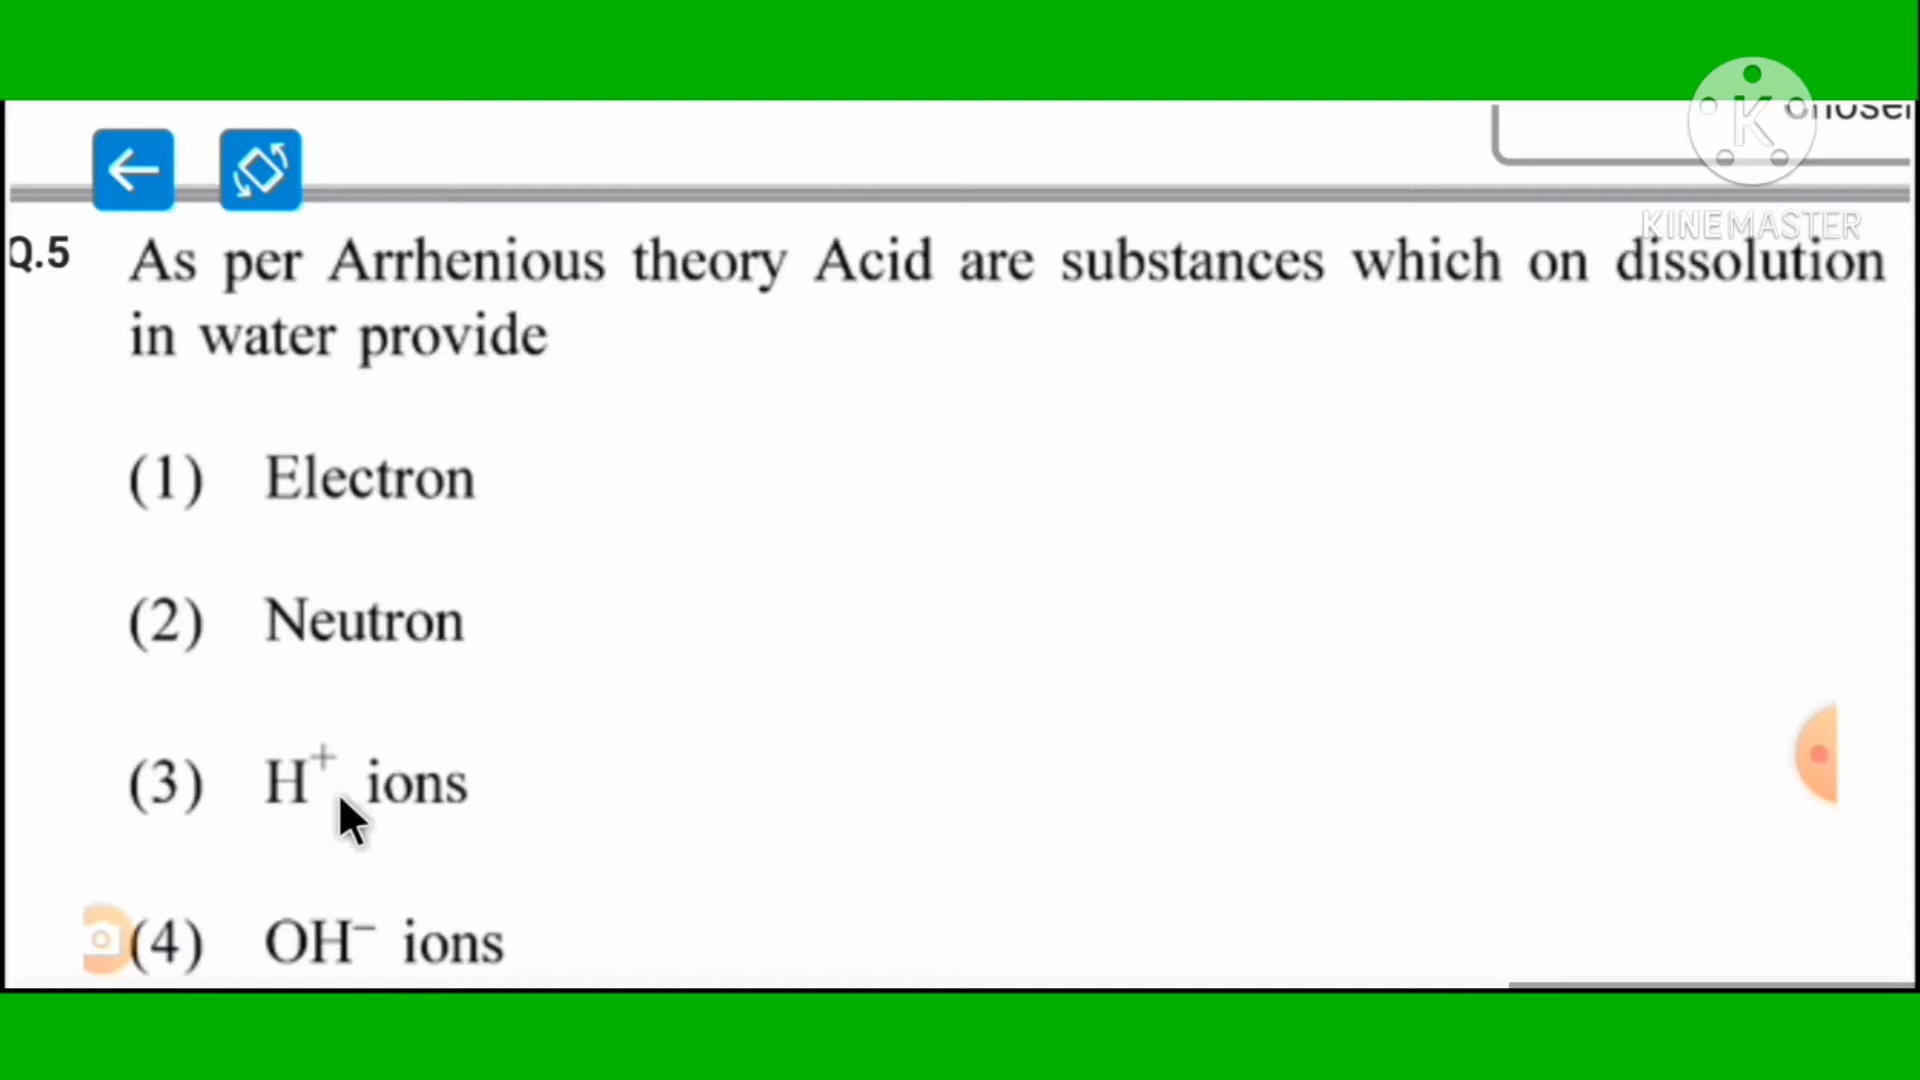 KINEMASTER
Q.5 As per Arrhenious theory Acid are substances which on dissolution
in water provide
(1) Electron
(2) Neutron
(3) H⁺ ions
(4) OH⁻ ions